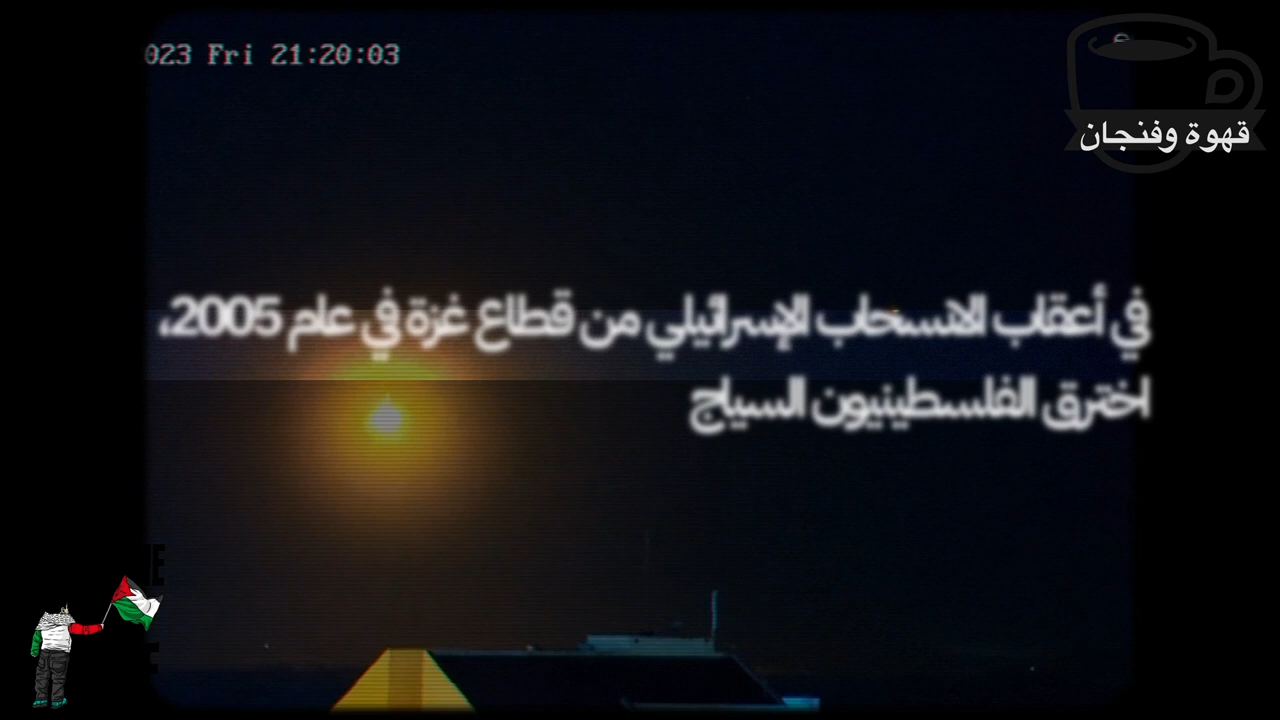 023 Fri 21:20:03
قهوة وفنجان
في أعقاب الانسحاب الإسرائيلي من قطاع غزة في عام 2005،
اخترق الفلسطينيون السياج